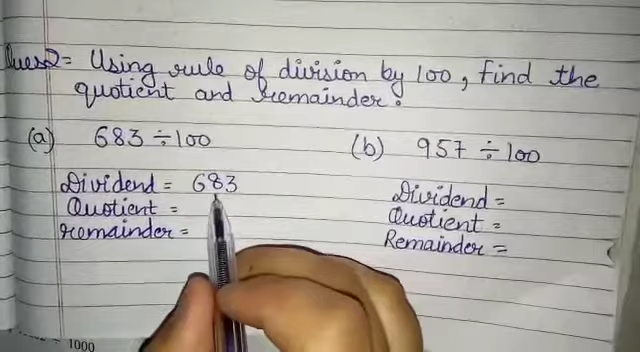 Ques2= Using rule of division by 100, find the
quotient and remainder.
(a) 683 ÷ 100
(b) 957 ÷ 100
Dividend = 683
Quotient =
remainder =
Dividend =
Quotient =
Remainder =
1000